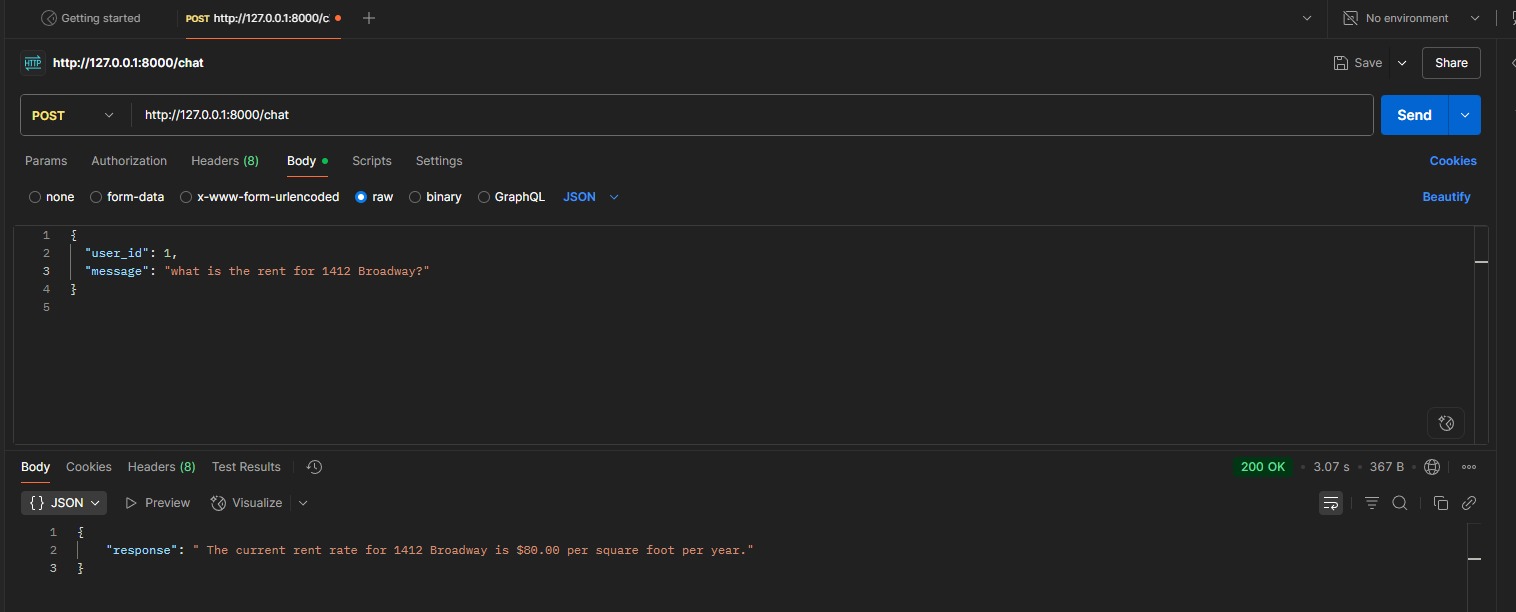 Getting started POST http://127.0.0.1:8000/c No environment
HTTP http://127.0.0.1:8000/chat Save Share
POST http://127.0.0.1:8000/chat Send
Params Authorization Headers (8) Body Scripts Settings Cookies
none form-data x-www-form-urlencoded raw binary GraphQL JSON Beautify
1 {
2 "user_id": 1,
3 "message": "what is the rent for 1412 Broadway?"
4 }
5
Body Cookies Headers (8) Test Results 200 OK • 3.07 s • 367 B
{} JSON Preview Visualize
1 {
2 "response": " The current rent rate for 1412 Broadway is $80.00 per square foot per year."
3 }